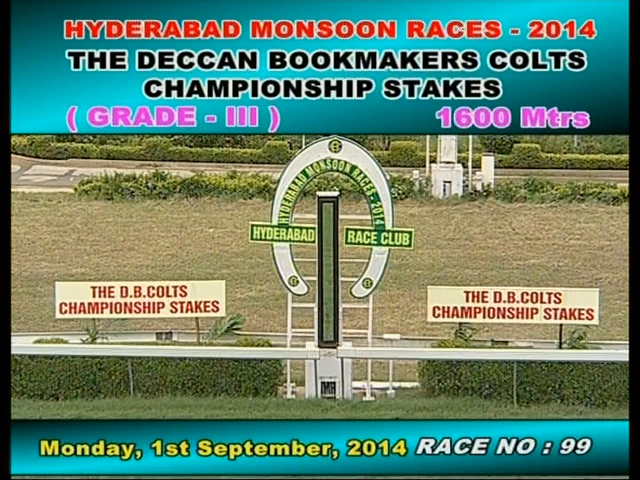 HYDERABAD MONSOON RACES - 2014
THE DECCAN BOOKMAKERS COLTS
CHAMPIONSHIP STAKES
( GRADE - III )
1600 Mtrs
HYDERABAD MONSOON RACES - 2014
HYDERABAD
RACE CLUB
THE D.B.COLTS
CHAMPIONSHIP STAKES
THE D.B.COLTS
CHAMPIONSHIP STAKES
Monday, 1st September, 2014
RACE NO : 99